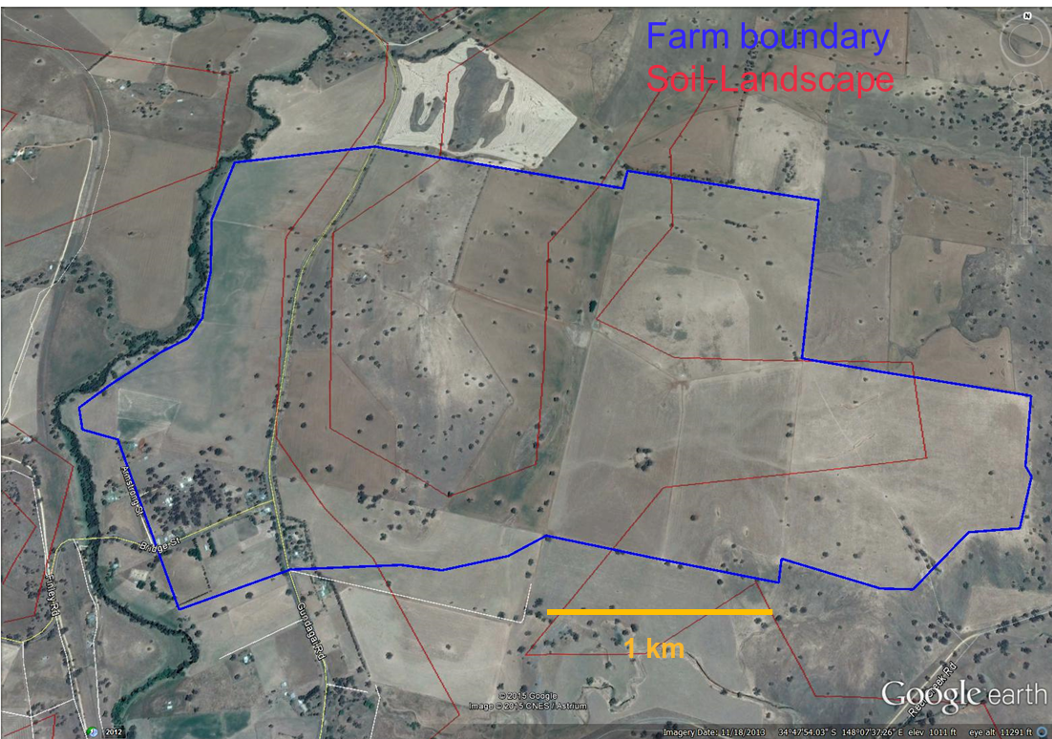 N
Farm boundary
Soil-Landscape
Armstrong St
Bridge St
Finley Rd
Gundagai Rd
1 km
© 2015 Google
Image © 2015 CNES / Astrium
Google earth
2012
Imagery Date: 11/18/2013 34°47'54.03" S 148°07'37.26" E elev 1011 ft eye alt 11291 ft